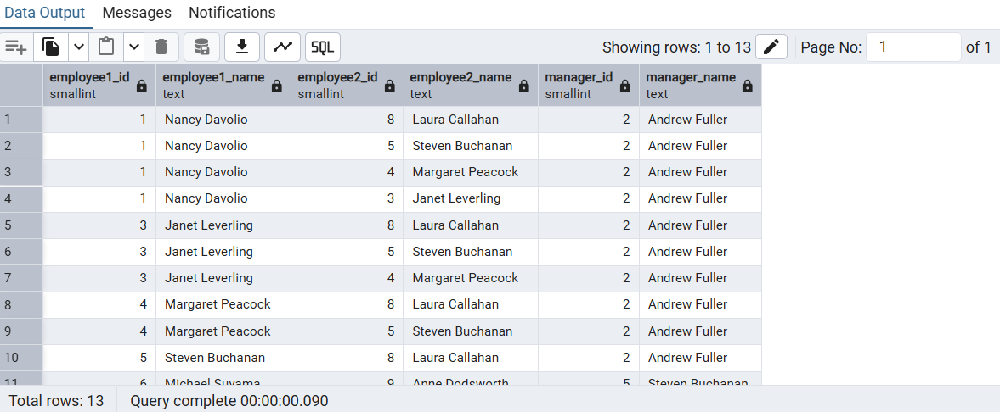 Data Output Messages Notifications
SQL Showing rows: 1 to 13 Page No: 1 of 1
employee1_id employee1_name employee2_id employee2_name manager_id manager_name
smallint text smallint text smallint text
1 1 Nancy Davolio 8 Laura Callahan 2 Andrew Fuller
2 1 Nancy Davolio 5 Steven Buchanan 2 Andrew Fuller
3 1 Nancy Davolio 4 Margaret Peacock 2 Andrew Fuller
4 1 Nancy Davolio 3 Janet Leverling 2 Andrew Fuller
5 3 Janet Leverling 8 Laura Callahan 2 Andrew Fuller
6 3 Janet Leverling 5 Steven Buchanan 2 Andrew Fuller
7 3 Janet Leverling 4 Margaret Peacock 2 Andrew Fuller
8 4 Margaret Peacock 8 Laura Callahan 2 Andrew Fuller
9 4 Margaret Peacock 5 Steven Buchanan 2 Andrew Fuller
10 5 Steven Buchanan 8 Laura Callahan 2 Andrew Fuller
11 6 Michael Suyama 9 Anne Dodsworth 5 Steven Buchanan
Total rows: 13 Query complete 00:00:00.090